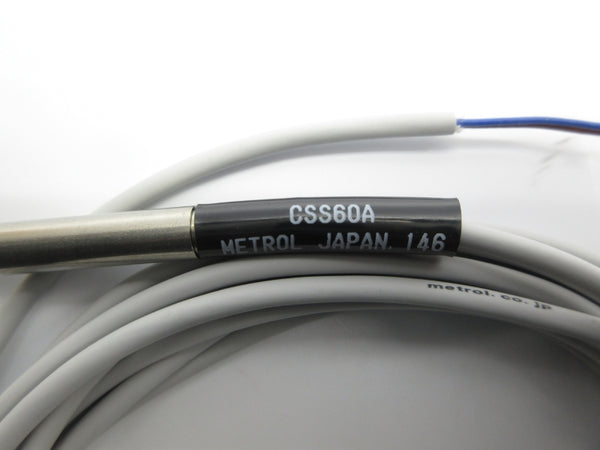 CSS60A
METROL JAPAN. 146
metrol. co. jp